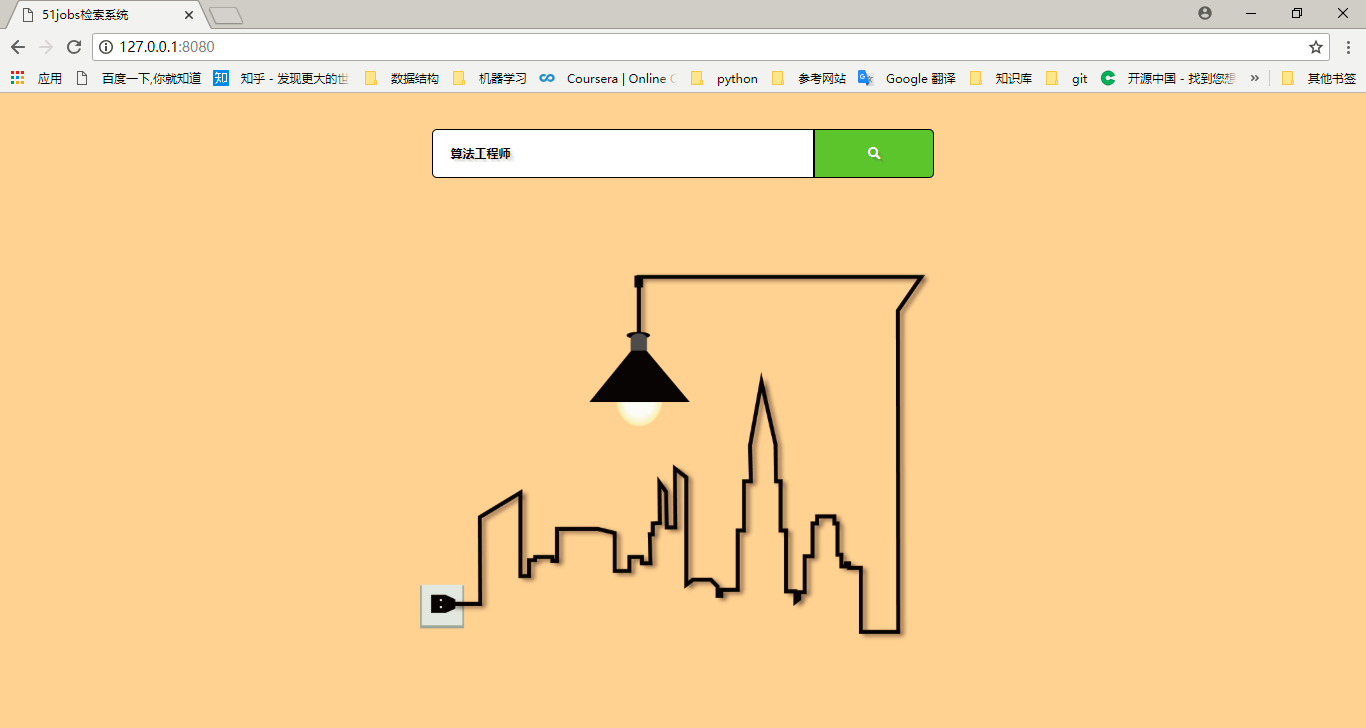 51jobs检索系统
127.0.0.1:8080
应用 百度一下,你就知道 知 知乎 - 发现更大的世 数据结构 机器学习 Coursera | Online python 参考网站 Google 翻译 知识库 git 开源中国 - 找到您想 » 其他书签
算法工程师